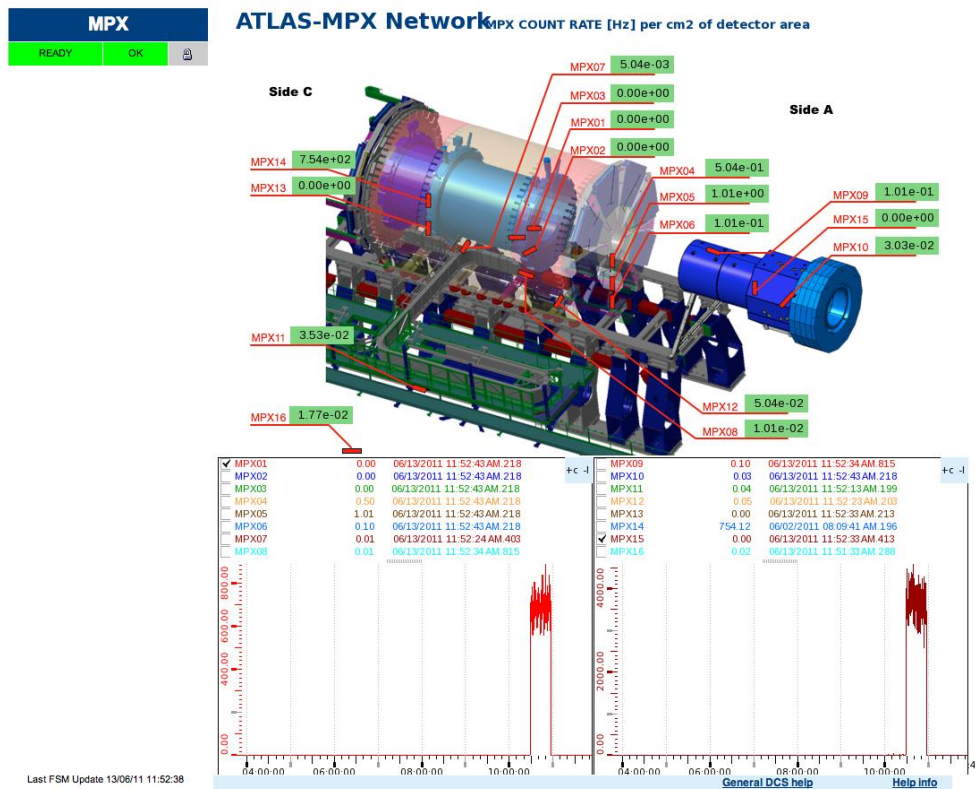 MPX
READY OK
ATLAS-MPX Network MPX COUNT RATE [Hz] per cm2 of detector area
Side C
Side A
MPX07 5.04e-03
MPX03 0.00e+00
MPX01 0.00e+00
MPX02 0.00e+00
MPX14 7.54e+02
MPX13 0.00e+00
MPX04 5.04e-01
MPX05 1.01e+00
MPX06 1.01e-01
MPX09 1.01e-01
MPX15 0.00e+00
MPX10 3.03e-02
MPX11 3.53e-02
MPX12 5.04e-02
MPX08 1.01e-02
MPX16 1.77e-02
MPX01 0.00 06/13/2011 11:52:43 AM.218
MPX02 0.00 06/13/2011 11:52:43 AM.218
MPX03 0.00 06/13/2011 11:52:43 AM.218
MPX04 0.50 06/13/2011 11:52:43 AM.218
MPX05 1.01 06/13/2011 11:52:43 AM.218
MPX06 0.10 06/13/2011 11:52:43 AM.218
MPX07 0.01 06/13/2011 11:52:24 AM.403
MPX08 0.01 06/13/2011 11:52:34 AM.815
+c -l
MPX09 0.10 06/13/2011 11:52:34 AM.815
MPX10 0.03 06/13/2011 11:52:43 AM.218
MPX11 0.04 06/13/2011 11:52:13 AM.199
MPX12 0.05 06/13/2011 11:52:23 AM.203
MPX13 0.00 06/13/2011 11:52:33 AM.213
MPX14 754.12 06/02/2011 08:09:41 AM.196
MPX15 0.00 06/13/2011 11:52:33 AM.413
MPX16 0.02 06/13/2011 11:51:33 AM.288
+c -l
800.00
600.00
400.00
0.00
04:00:00 06:00:00 08:00:00 10:00:00
4000.00
2000.00
0.00
04:00:00 06:00:00 08:00:00 10:00:00
Last FSM Update 13/06/11 11:52:38
General DCS help Help info